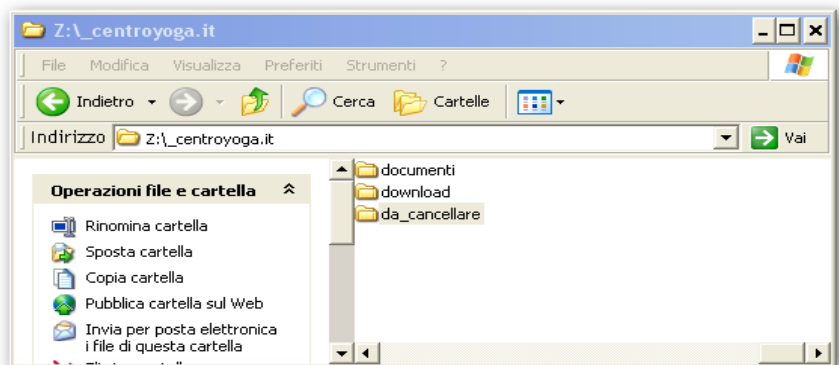 Z:\_centroyoga.it
File Modifica Visualizza Preferiti Strumenti ?
Indietro Cerca Cartelle
Indirizzo Z:\_centroyoga.it Vai
documenti
download
da_cancellare
Operazioni file e cartella
Rinomina cartella
Sposta cartella
Copia cartella
Pubblica cartella sul Web
Invia per posta elettronica
i file di questa cartella